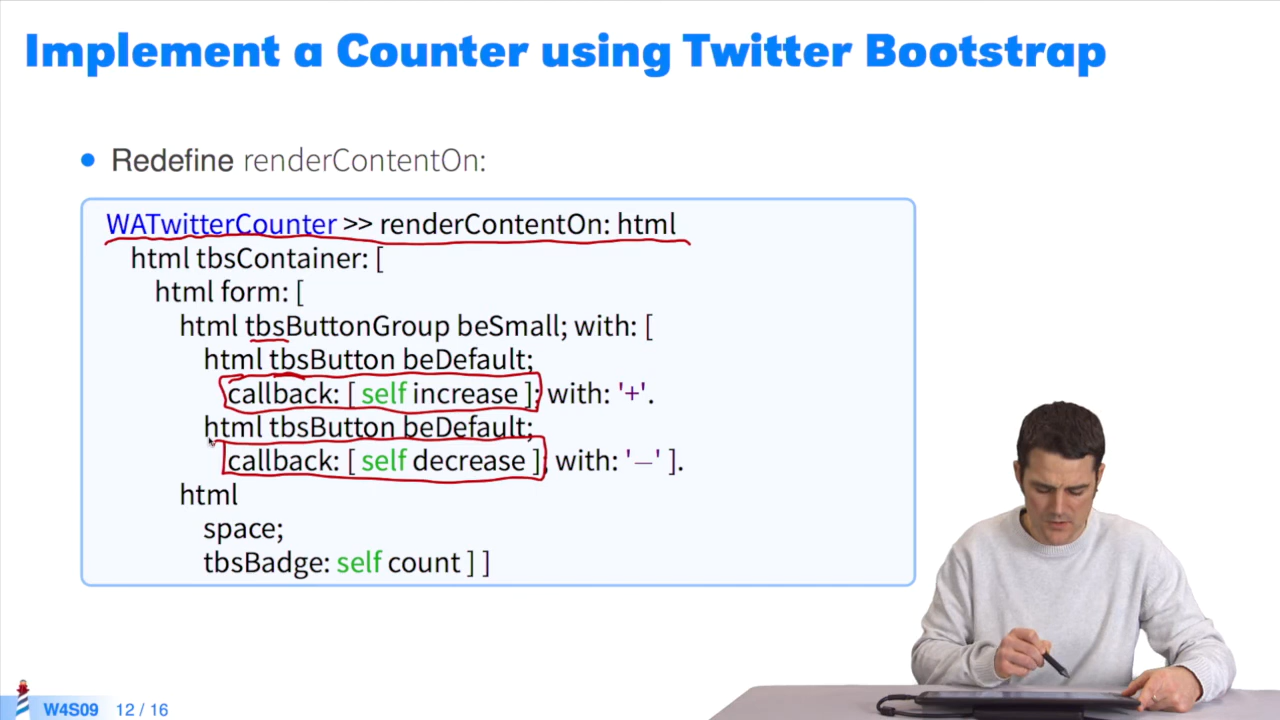 Implement a Counter using Twitter Bootstrap
Redefine renderContentOn:
WATwitterCounter >> renderContentOn: html
html tbsContainer: [
html form: [
html tbsButtonGroup beSmall; with: [
html tbsButton beDefault;
callback: [ self increase ]; with: '+'.
html tbsButton beDefault;
callback: [ self decrease ]; with: '–' ].
html
space;
tbsBadge: self count ] ]
W4S09 12 / 16